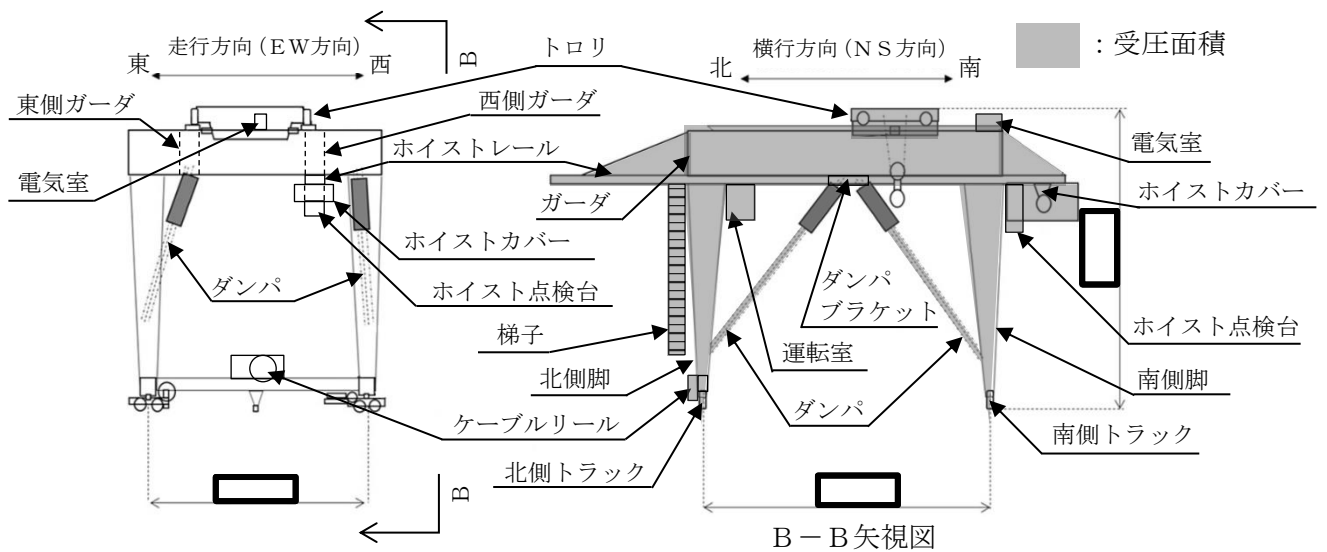 走行方向(EW方向)
東
西
B
東側ガーダ
電気室
トロリ
西側ガーダ
ホイストレール
ホイストカバー
ダンパ
ホイスト点検台
ケーブルリール
B
横行方向(NS方向)
北
南
:受圧面積
電気室
ガーダ
ホイストカバー
梯子
ダンパ
ブラケット
運転室
ホイスト点検台
北側脚
南側脚
ダンパ
北側トラック
南側トラック
B-B矢視図